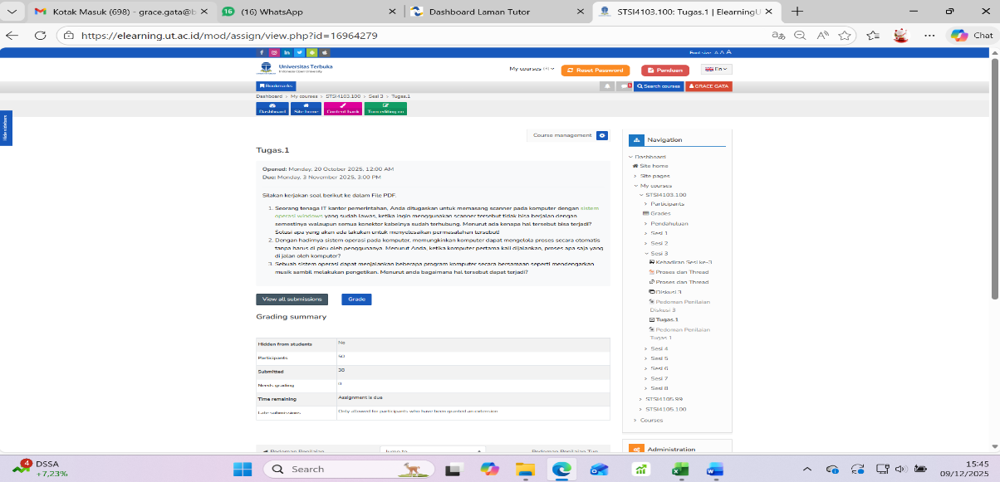 Kotak Masuk (698) - grace.gata@b
(16) WhatsApp
Dashboard Laman Tutor
STSI4103.100: Tugas.1 | ElearningU
https://elearning.ut.ac.id/mod/assign/view.php?id=16964279
Chat
Font size A A A
Universitas Terbuka
Indonesia Open University
My courses
Reset Password
Panduan
En
Bookmarks
Search courses
GRACE GATA
Dashboard > My courses > STSI4103.100 > Sesi 3 > Tugas.1
Dashboard
Site home
Content bank
Turn editing on
Hide sidebars
Course management
Tugas.1
Opened: Monday, 20 October 2025, 12:00 AM
Due: Monday, 3 November 2025, 3:00 PM
Silakan kerjakan soal berikut ke dalam File PDF.
1. Seorang tenaga IT kantor pemerintahan, Anda ditugaskan untuk memasang scanner pada komputer dengan sistem
operasi windows yang sudah lawas, ketika ingin menggunakan scanner tersebut tidak bisa berjalan dengan
semestinya walaupun semua konektor kabelnya sudah terhubung. Menurut ada kenapa hal tersebut bisa terjadi?
Solusi apa yang akan ada lakukan untuk menyelesaikan permasalahan tersebut!
2. Dengan hadirnya sistem operasi pada komputer, memungkinkan komputer dapat mengelola proses secara otomatis
tanpa harus di picu oleh penggunanya. Menurut Anda, ketika komputer pertama kali dijalankan, proses apa saja yang
di jalan oleh komputer?
3. Sebuah sistem operasi dapat menjalankan beberapa program komputer secara bersamaan seperti mendengarkan
musik sambil melakukan pengetikan. Menurut anda bagaimana hal tersebut dapat terjadi?
View all submissions
Grade
Grading summary
Hidden from students No
Participants 50
Submitted 38
Needs grading 0
Time remaining Assignment is due
Late submissions Only allowed for participants who have been granted an extension
Pedoman Penilaian
Jump to
Pedoman Penilaian Tug
Navigation
Dashboard
Site home
Site pages
My courses
STSI4103.100
Participants
Grades
Pendahuluan
Sesi 1
Sesi 2
Sesi 3
Kehadiran Sesi ke-3
Proses dan Thread
Proses dan Thread
Diskusi 3
Pedoman Penilaian
Diskusi 3
Tugas.1
Pedoman Penilaian
Tugas 1
Sesi 4
Sesi 5
Sesi 6
Sesi 7
Sesi 8
STSI4105.99
STSI4105.100
Courses
Administration
4
DSSA
+7,23%
Search
15:45
09/12/2025